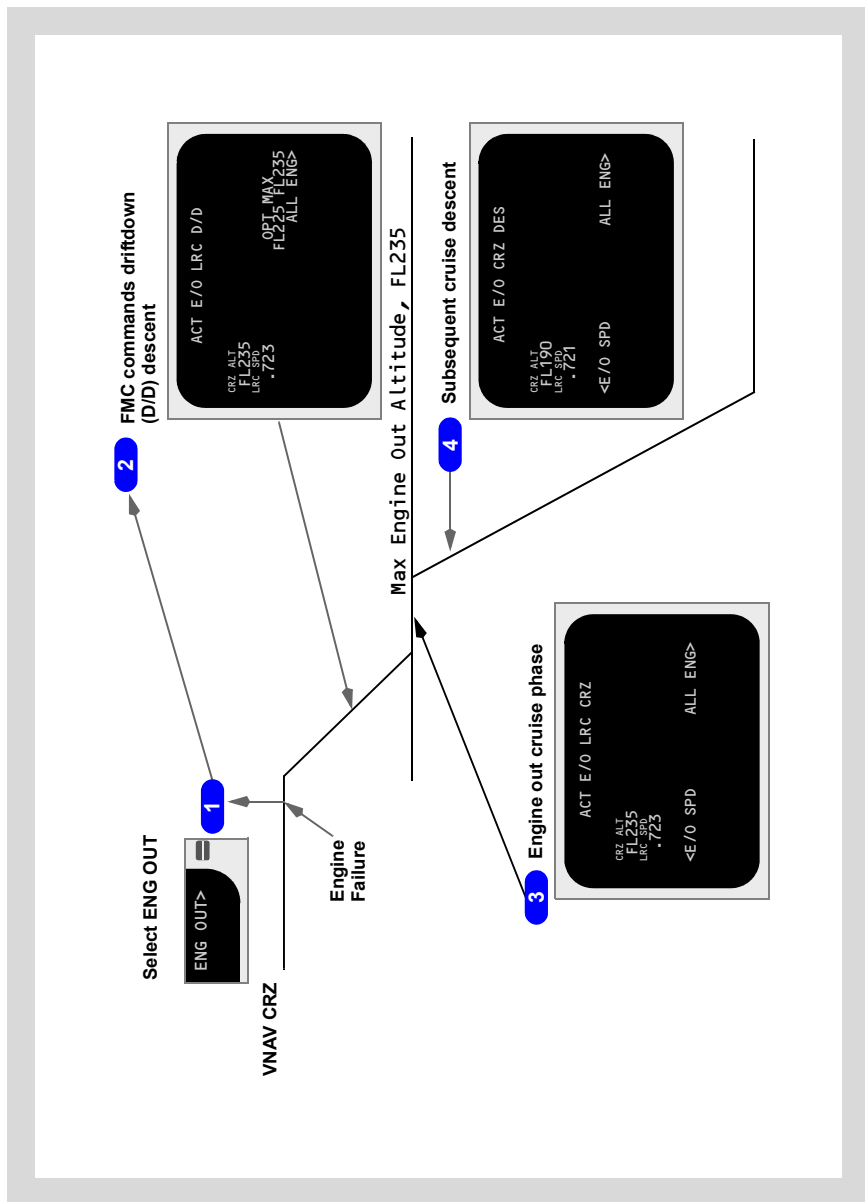 Select ENG OUT
ENG OUT>
1
VNAV CRZ
Engine
Failure
2
FMC commands driftdown
(D/D) descent
ACT E/O LRC D/D
CRZ ALT
FL235
LRC SPD
.723
OPT MAX
FL225 FL235
ALL ENG>
Max Engine Out Altitude, FL235
3
Engine out cruise phase
ACT E/O LRC CRZ
CRZ ALT
FL235
LRC SPD
.723
<E/O SPD ALL ENG>
4
Subsequent cruise descent
ACT E/O CRZ DES
CRZ ALT
FL190
LRC SPD
.721
<E/O SPD ALL ENG>